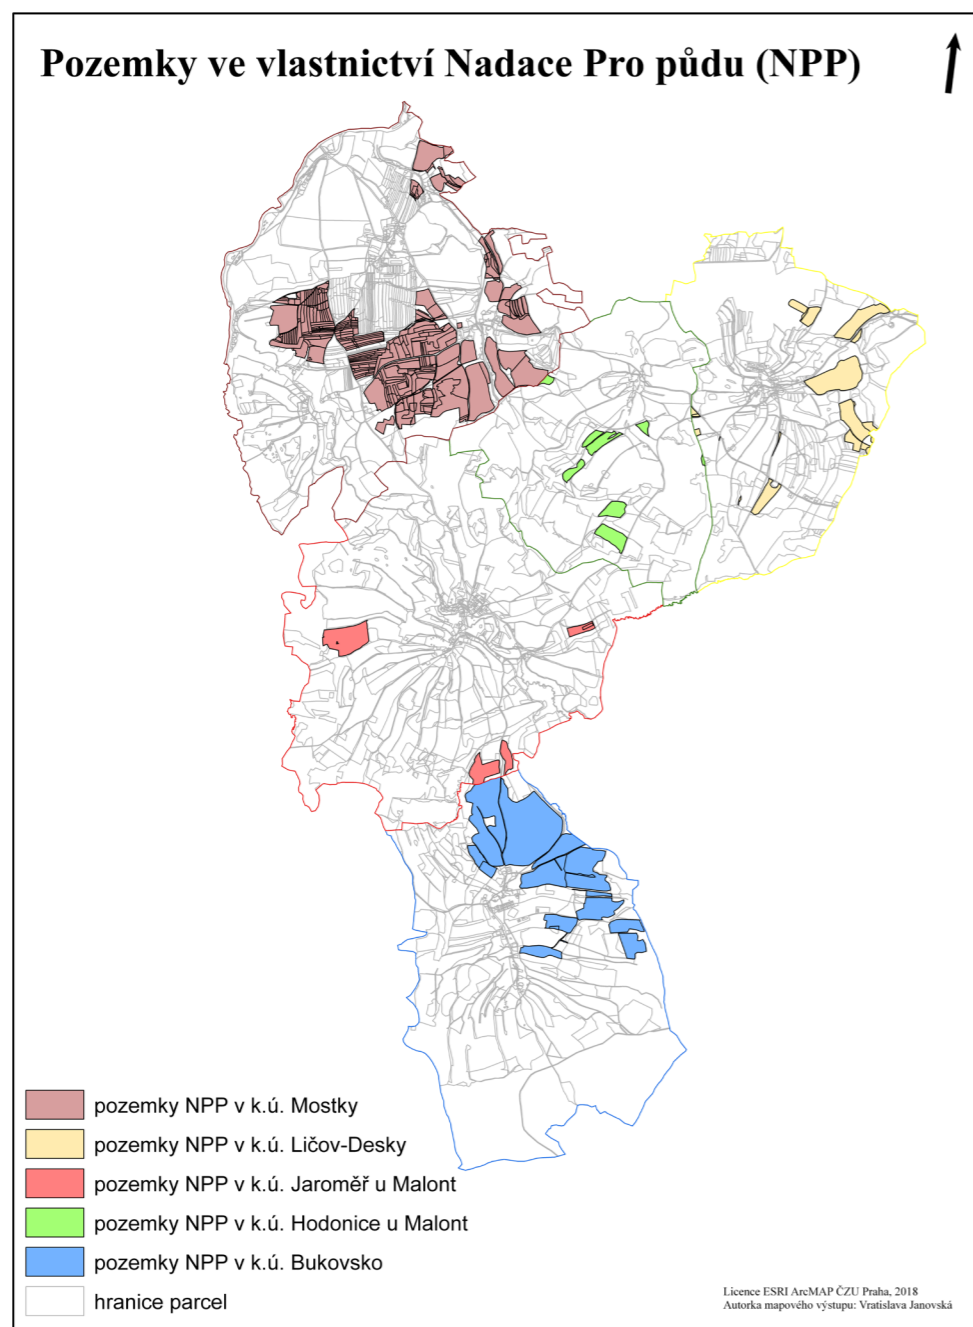 Pozemky ve vlastnictví Nadace Pro půdu (NPP)
pozemky NPP v k.ú. Mostky
pozemky NPP v k.ú. Ličov-Desky
pozemky NPP v k.ú. Jaroměř u Malont
pozemky NPP v k.ú. Hodonice u Malont
pozemky NPP v k.ú. Bukovsko
hranice parcel
Licence ESRI ArcMAP ČZU Praha, 2018
Autorka mapového výstupu: Vratislava Janovská